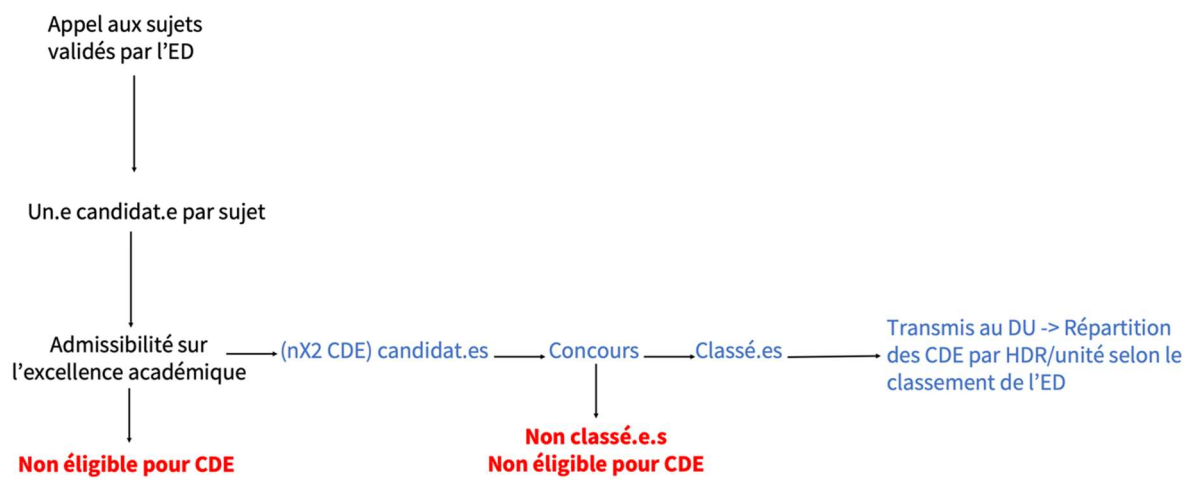 Appel aux sujets
validés par l'ED
Un.e candidat.e par sujet
Admissibilité sur
l'excellence académique
(nX2 CDE) candidat.es
Concours
Classé.es
Transmis au DU -> Répartition
des CDE par HDR/unité selon le
classement de l'ED
Non éligible pour CDE
Non classé.e.s
Non éligible pour CDE